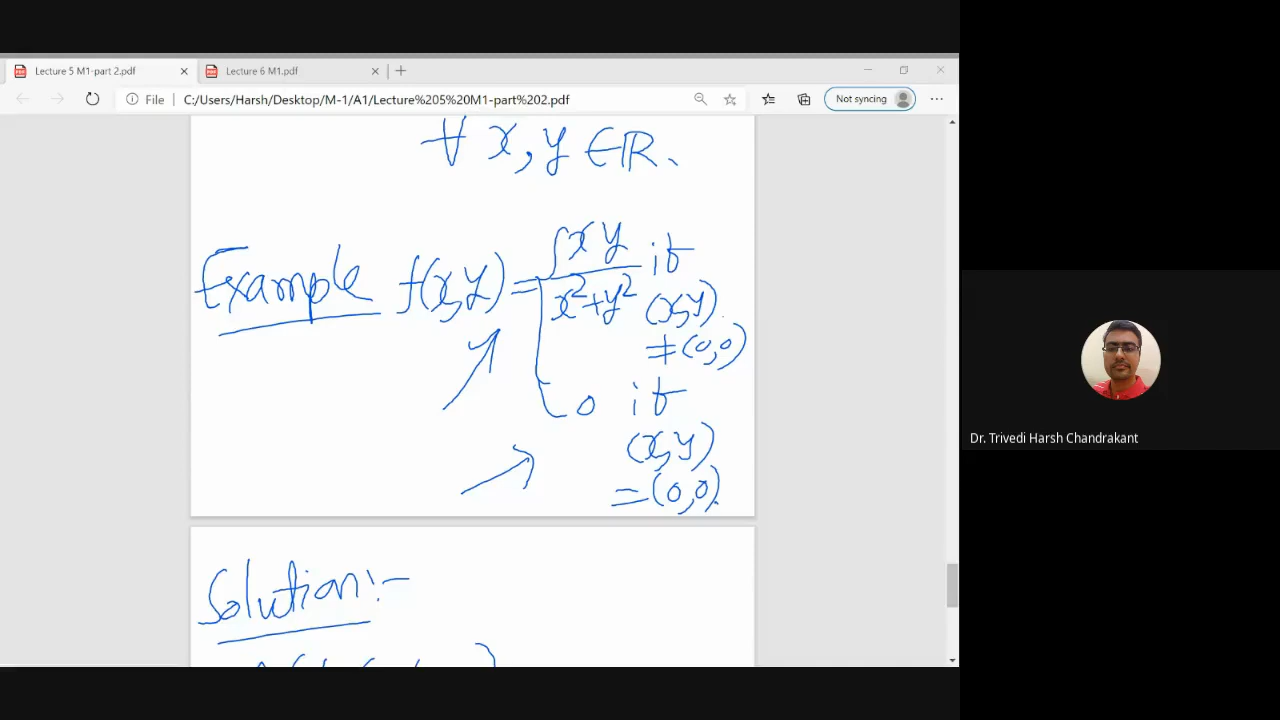 Lecture 5 M1-part 2.pdf
Lecture 6 M1.pdf
File | C:/Users/Harsh/Desktop/M-1/A1/Lecture%205%20M1-part%202.pdf
Not syncing
∀ x, y ∈ ℝ.
Example f(x,y) = { xy / x²+y² if
(x,y)
≠ (0,0)
0 if
(x,y)
= (0,0).
Solution:-
Dr. Trivedi Harsh Chandrakant